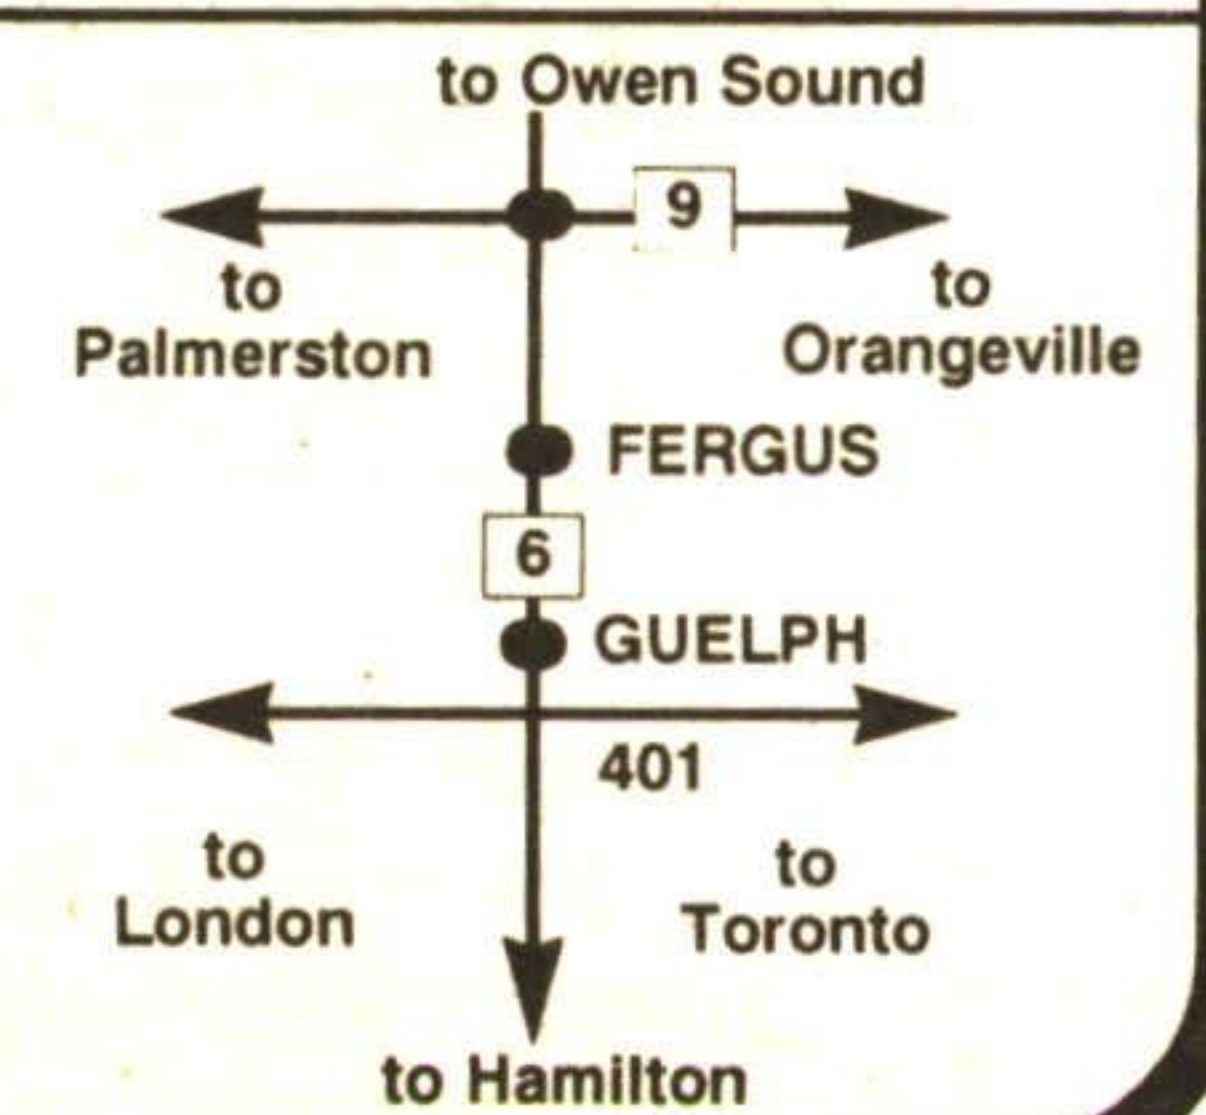 to Owen Sound
9
to
Palmerston
to
Orangeville
FERGUS
6
GUELPH
401
to
London
to
Toronto
to Hamilton